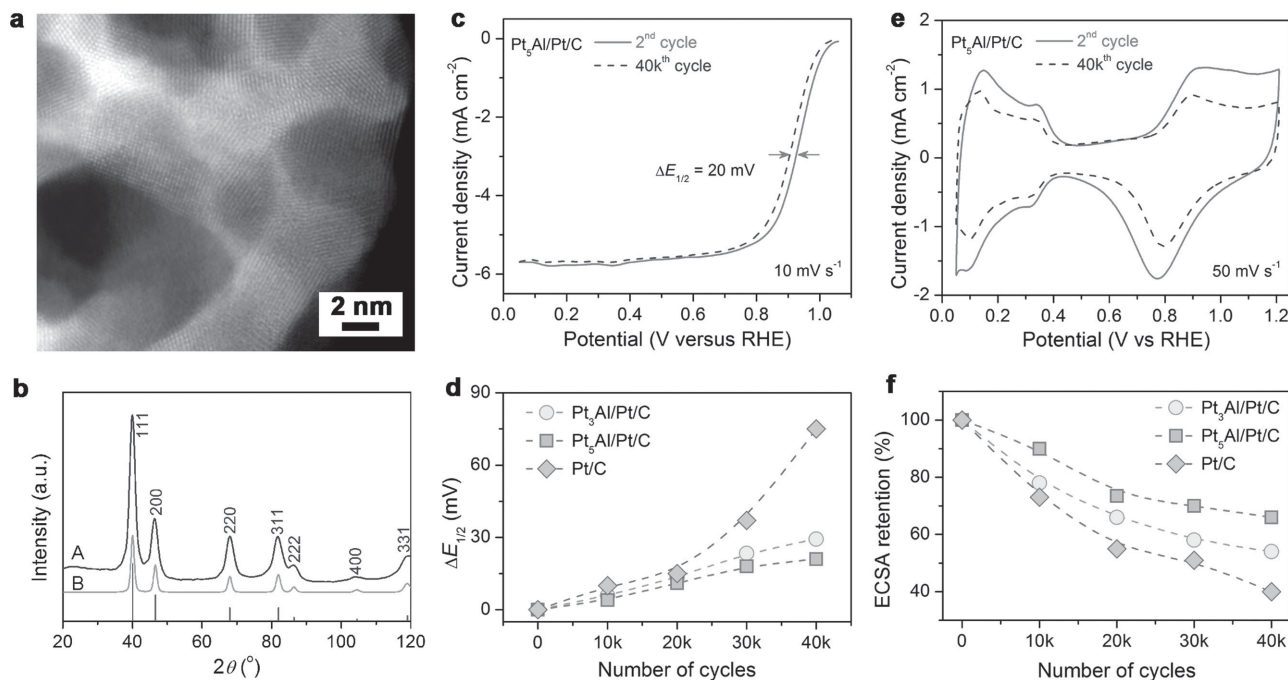 a
2 nm
b
Intensity (a.u.)
A
B
111
200
220
311
222
400
331
20 40 60 80 100 120
2θ (°)
c
Pt₅Al/Pt/C
2ⁿᵈ cycle
40kᵗʰ cycle
ΔE₁/₂ = 20 mV
10 mV s⁻¹
Current density (mA cm⁻²)
0
-2
-4
-6
0.0 0.2 0.4 0.6 0.8 1.0
Potential (V versus RHE)
d
Pt₃Al/Pt/C
Pt₅Al/Pt/C
Pt/C
ΔE₁/₂ (mV)
90
60
30
0
0 10k 20k 30k 40k
Number of cycles
e
Pt₅Al/Pt/C
2ⁿᵈ cycle
40kᵗʰ cycle
50 mV s⁻¹
Current density (mA cm⁻²)
2
1
0
-1
-2
0.0 0.2 0.4 0.6 0.8 1.0 1.2
Potential (V vs RHE)
f
Pt₃Al/Pt/C
Pt₅Al/Pt/C
Pt/C
ECSA retention (%)
100
80
60
40
0 10k 20k 30k 40k
Number of cycles